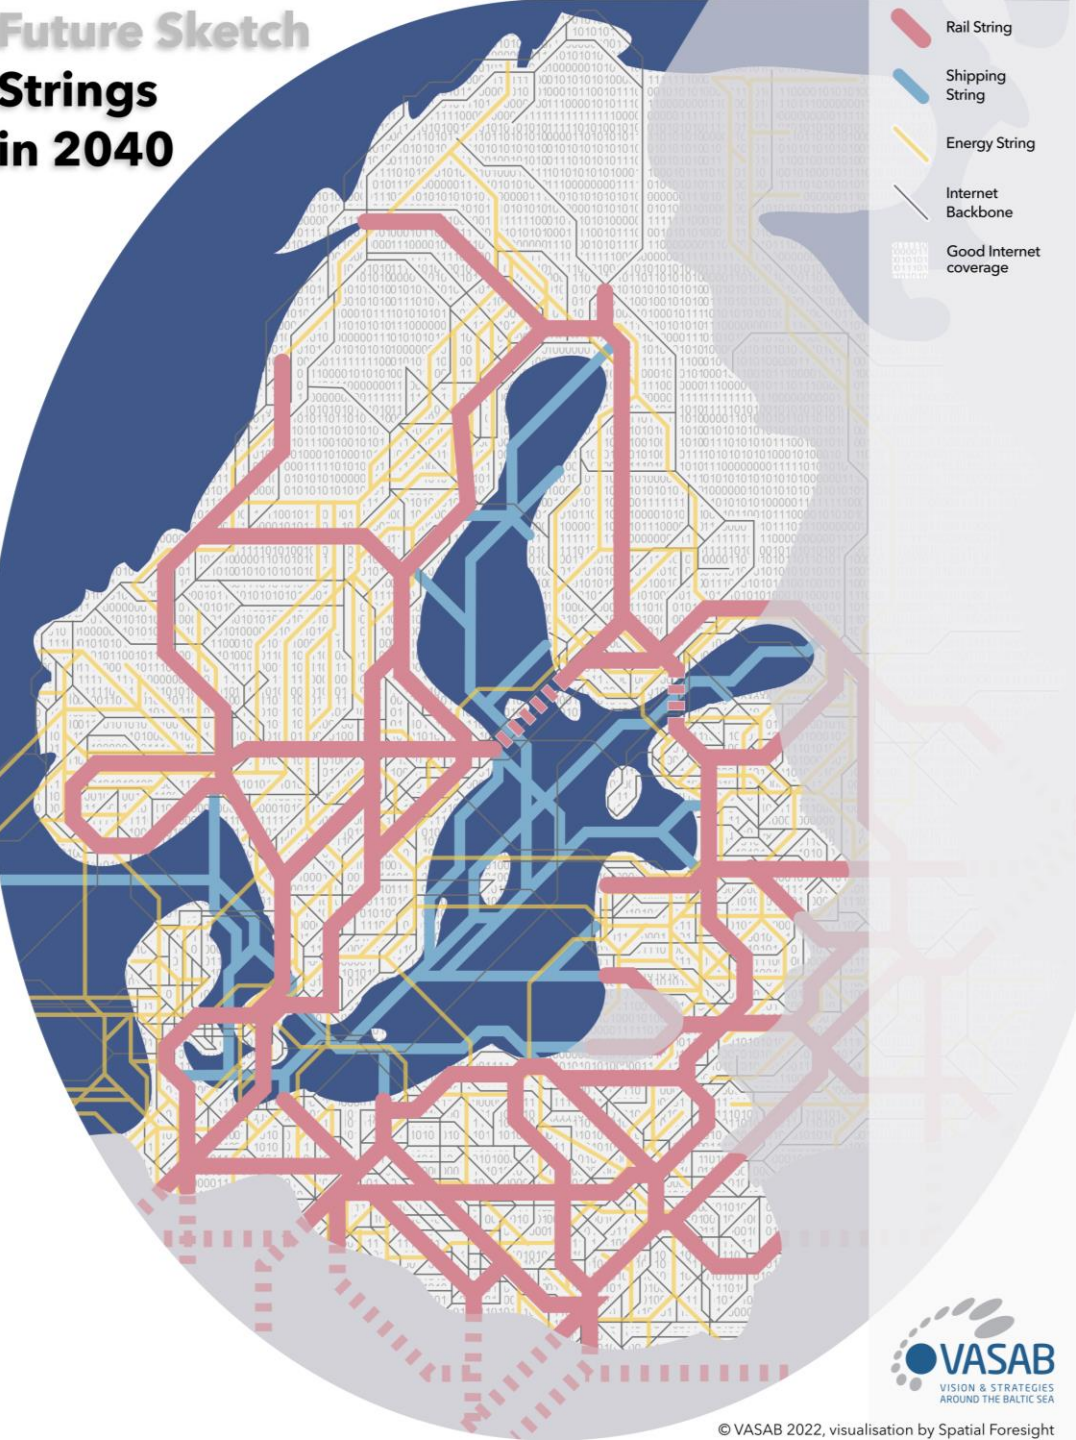 Future Sketch
Strings
in 2040
Rail String
Shipping
String
Energy String
Internet
Backbone
Good Internet
coverage
VASAB
VISION & STRATEGIES
AROUND THE BALTIC SEA
© VASAB 2022, visualisation by Spatial Foresight